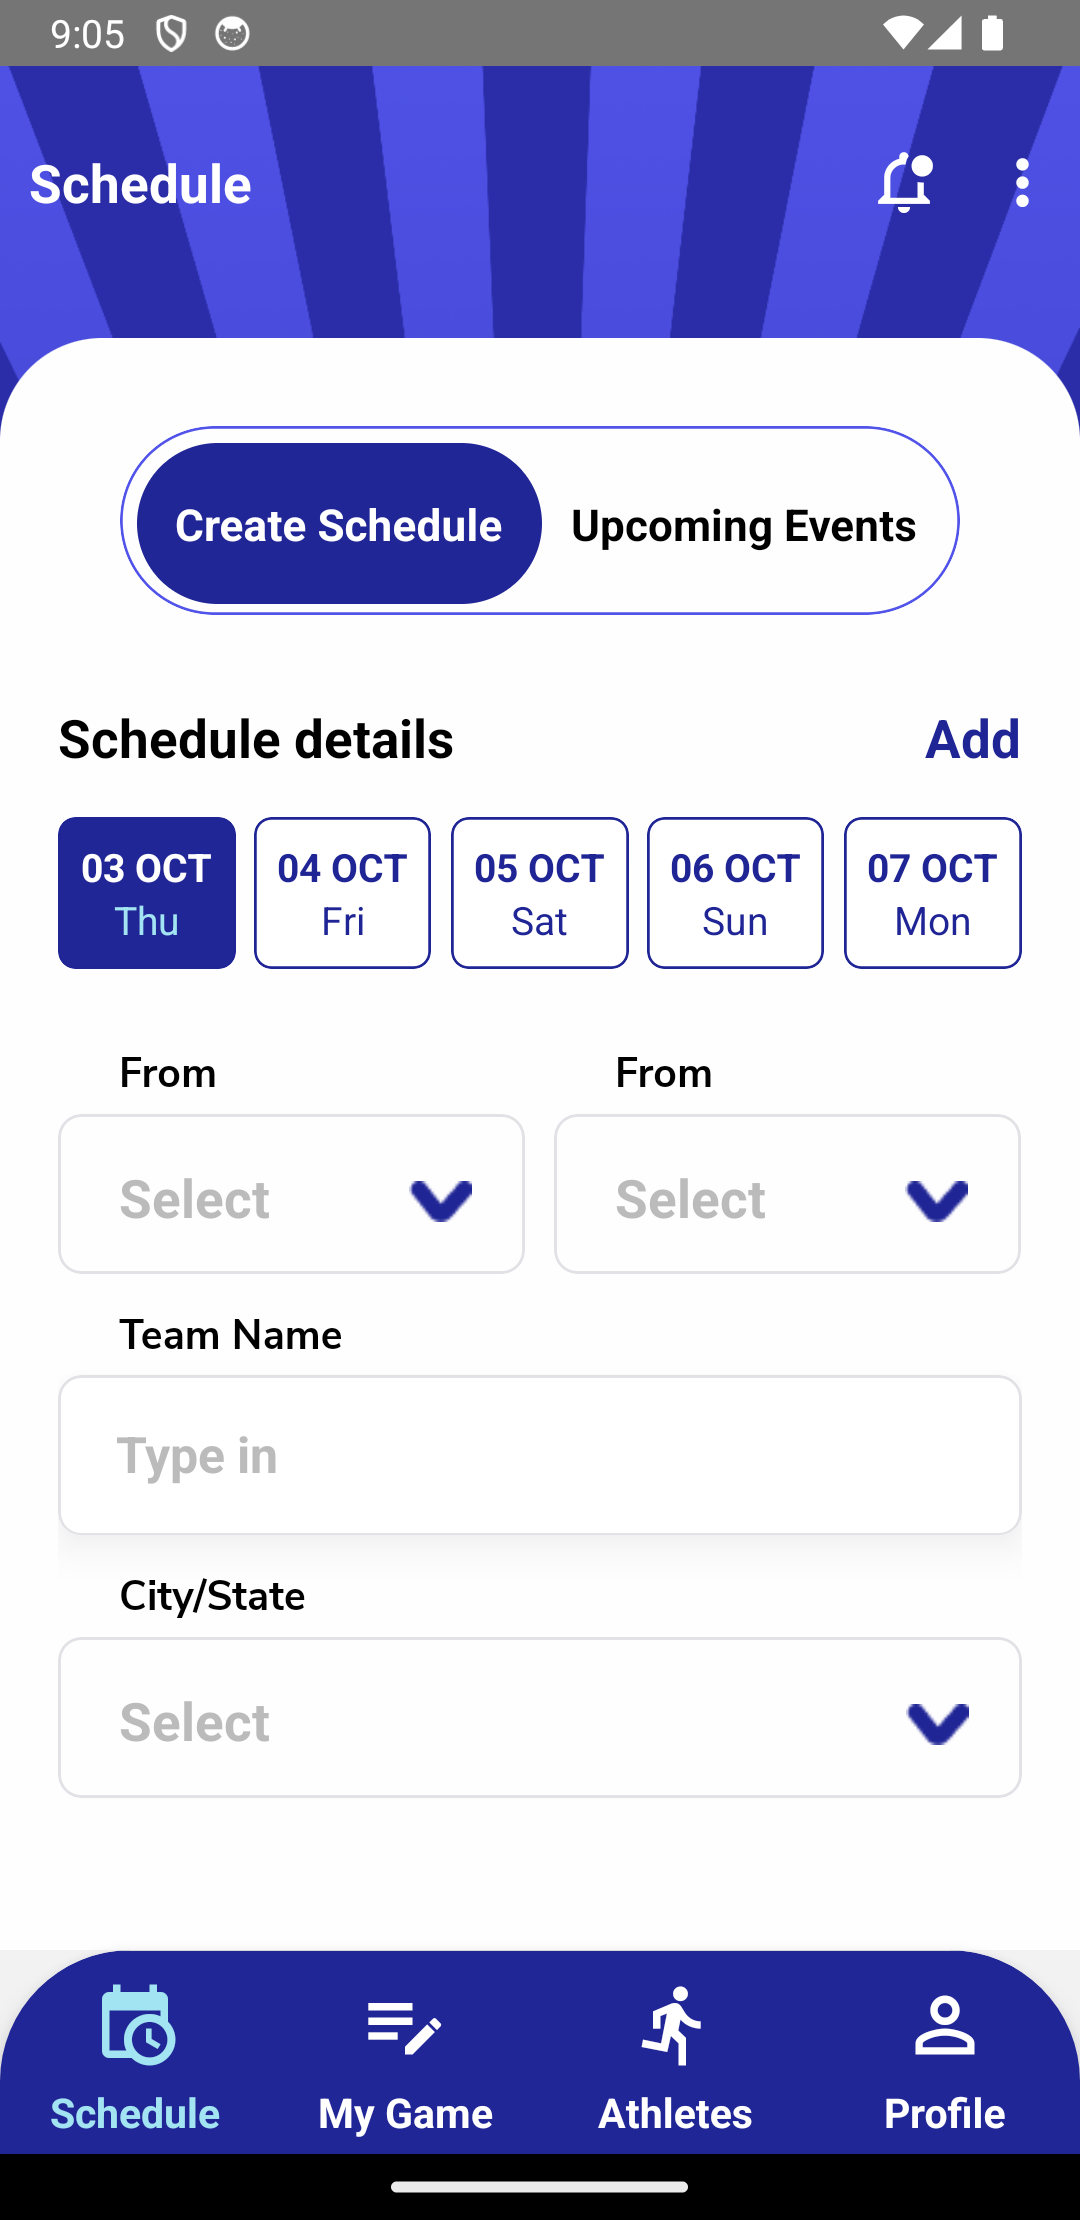 9:05
Schedule
Create Schedule Upcoming Events
Schedule details Add
03 OCT 04 OCT 05 OCT 06 OCT 07 OCT
Thu Fri Sat Sun Mon
From From
Select Select
Team Name
Type in
City/State
Select
Schedule My Game Athletes Profile